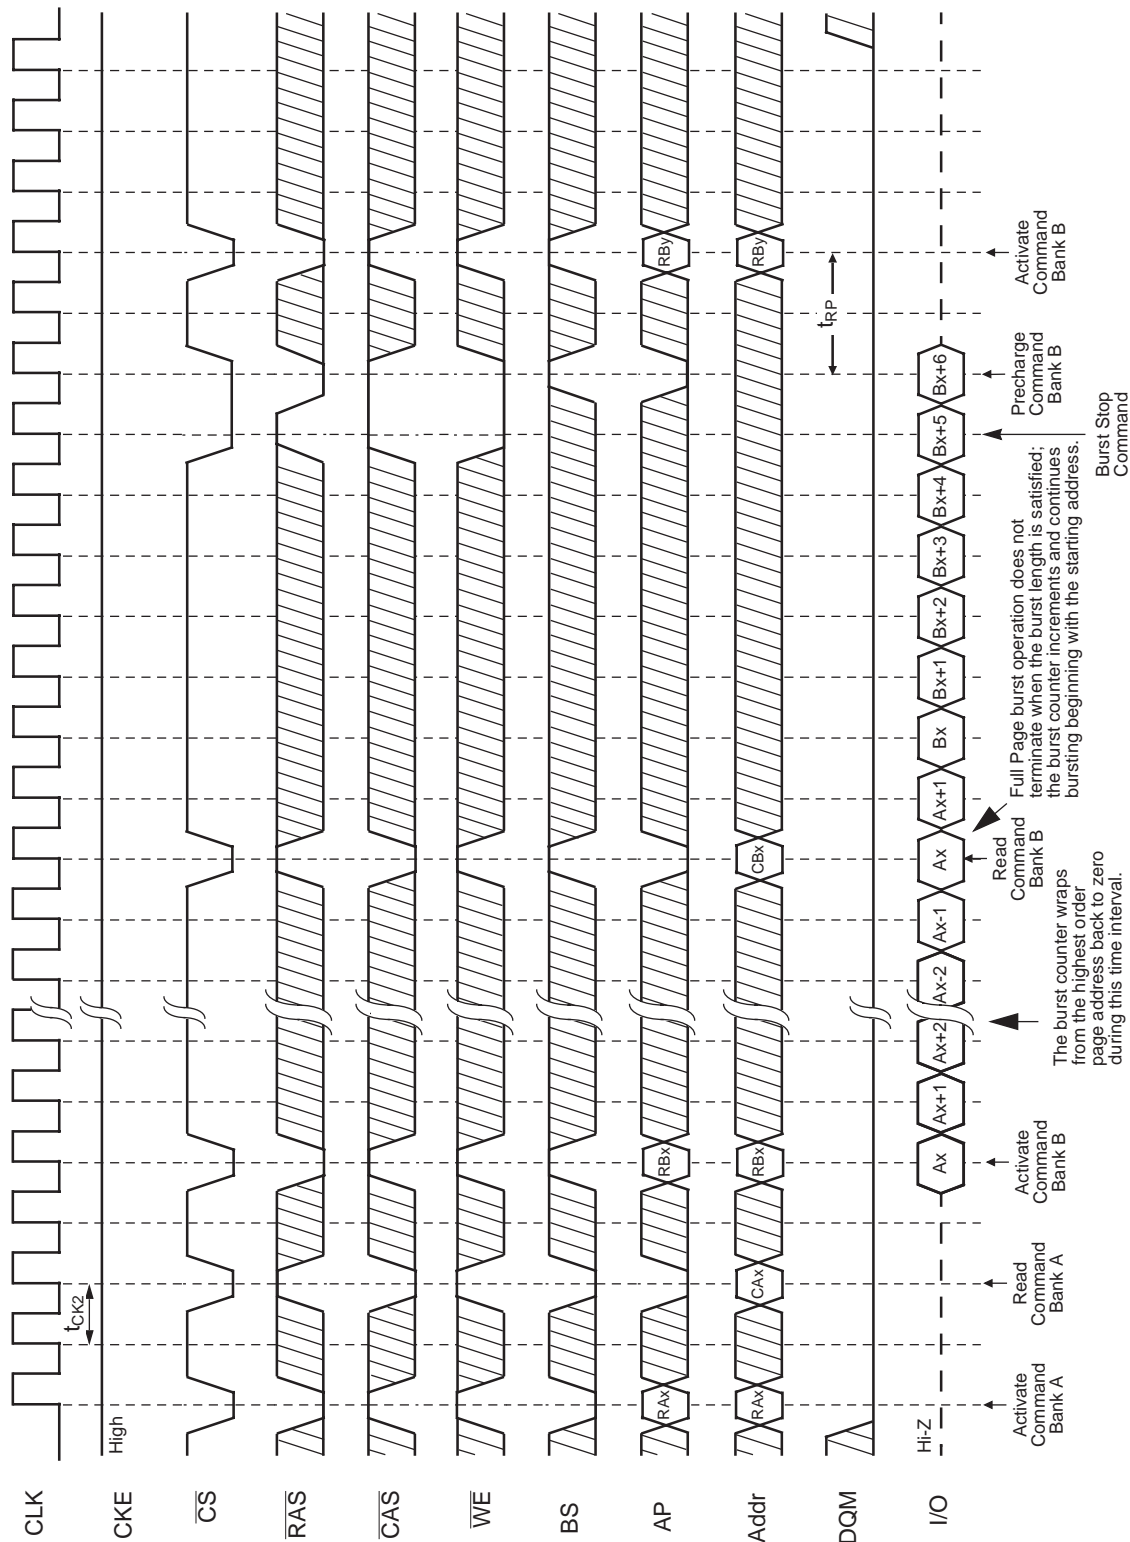 CLK
CKE
High
CS
RAS
CAS
WE
BS
AP
Addr
DQM
I/O
Hi-Z
tCK2
RAx
RBx
RBy
RAx
CAx
RBx
CBx
RBy
tRP
Ax
Ax+1
Ax+2
Ax-2
Ax-1
Ax
Ax+1
Bx
Bx+1
Bx+2
Bx+3
Bx+4
Bx+5
Bx+6
Activate
Command
Bank A
Read
Command
Bank A
Activate
Command
Bank B
The burst counter wraps
from the highest order
page address back to zero
during this time interval.
Read
Command
Bank B
Full Page burst operation does not
terminate when the burst length is satisfied;
the burst counter increments and continues
bursting beginning with the starting address.
Burst Stop
Command
Precharge
Command
Bank B
Activate
Command
Bank B